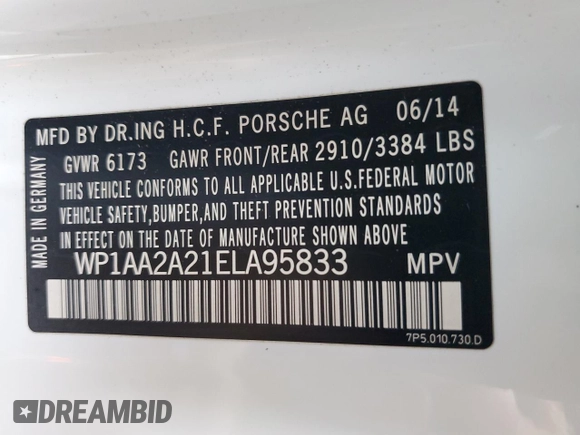 MFD BY DR.ING H.C.F. PORSCHE AG 06/14
GVWR 6173 GAWR FRONT/REAR 2910/3384 LBS
THIS VEHICLE CONFORMS TO ALL APPLICABLE U.S.FEDERAL MOTOR
VEHICLE SAFETY,BUMPER,AND THEFT PREVENTION STANDARDS
IN EFFECT ON THE DATE OF MANUFACTURE SHOWN ABOVE.
WP1AA2A21ELA95833 MPV
MADE IN GERMANY
7P5.010.730.D
DREAMBID